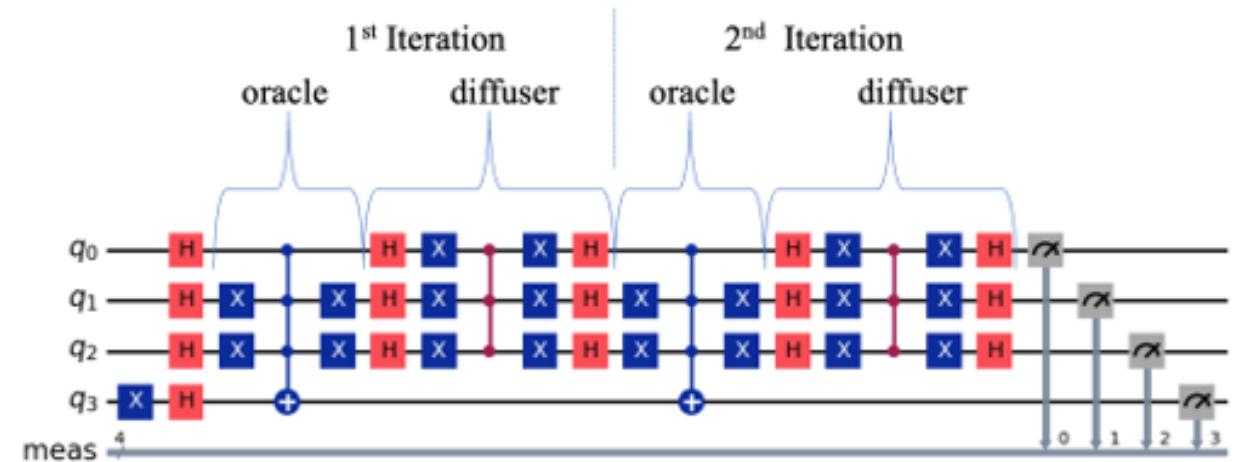 1st Iteration 2nd Iteration
oracle diffuser oracle diffuser
q0 H H X X H H X X H
q1 H X X H X X H X X H X X H
q2 H X X H X X H X X H X X H
q3 X H
meas 4 0 1 2 3